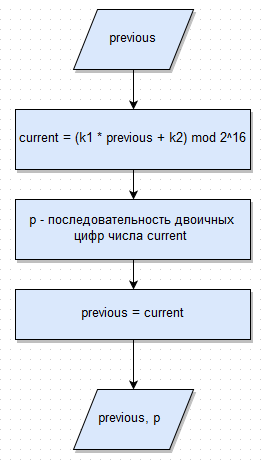 previous
current = (k1 * previous + k2) mod 2^16
p - последовательность двоичных
цифр числа current
previous = current
previous, p